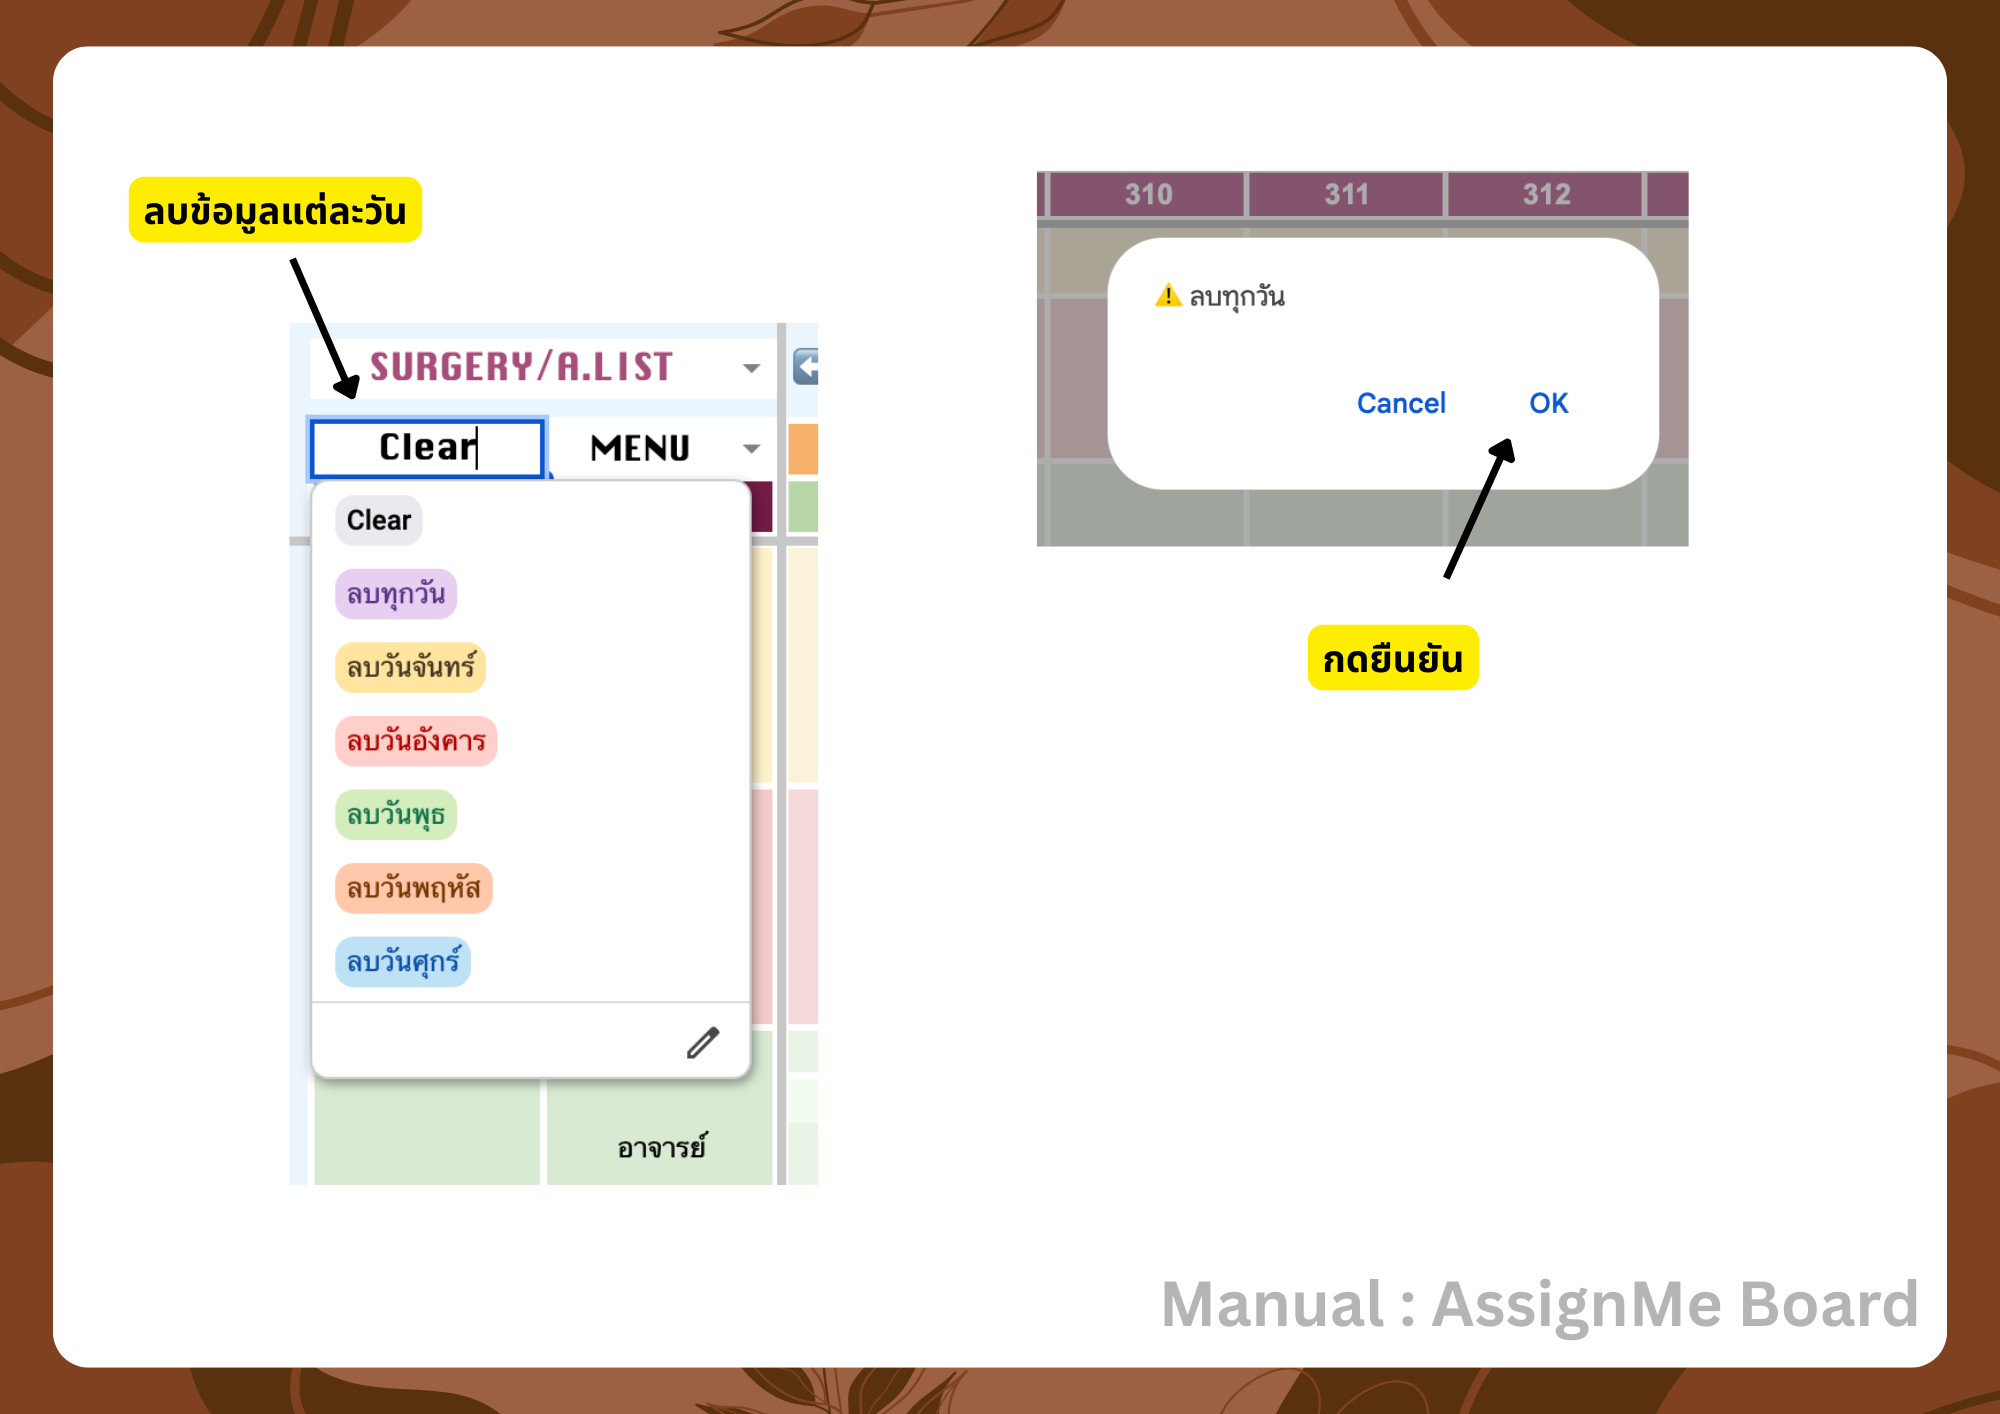 ลบข้อมูลแต่ละวัน
SURGERY/A.LIST
Clear
MENU
Clear
ลบทุกวัน
ลบวันจันทร์
ลบวันอังคาร
ลบวันพุธ
ลบวันพฤหัส
ลบวันศุกร์
อาจารย์
310
311
312
ลบทุกวัน
Cancel
OK
กดยืนยัน
Manual : AssignMe Board